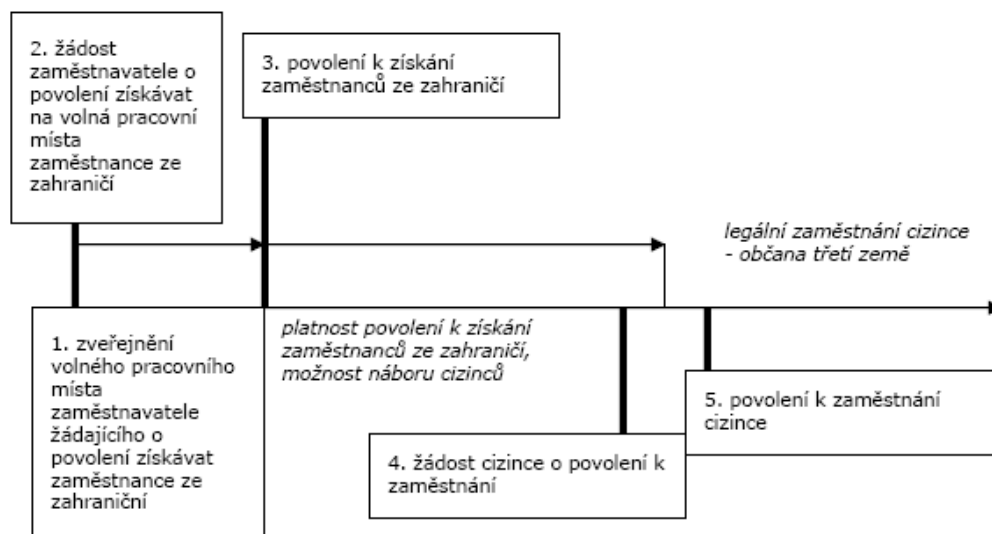 2. žádost
zaměstnavatele o
povolení získávat
na volná pracovní
místa
zaměstnance ze
zahraničí
3. povolení k získání
zaměstnanců ze zahraničí
legální zaměstnání cizince
- občana třetí země
1. zveřejnění
volného pracovního
místa
zaměstnavatele
žádajícího o
povolení získávat
zaměstnance ze
zahraniční
platnost povolení k získání
zaměstnanců ze zahraničí,
možnost náboru cizinců
4. žádost cizince o povolení k
zaměstnání
5. povolení k zaměstnání
cizince